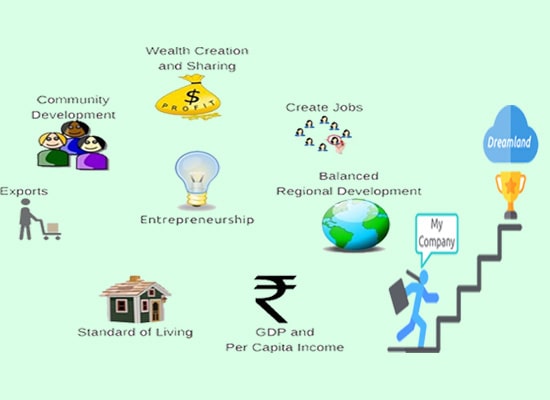 Wealth Creation
and Sharing
$
PROFIT
Community
Development
Create Jobs
Dreamland
Balanced
Regional Development
Exports
Entrepreneurship
My
Company
₹
Standard of Living
GDP and
Per Capita Income